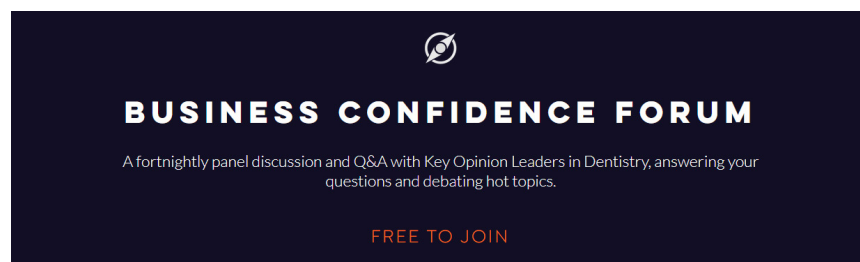 BUSINESS CONFIDENCE FORUM
A fortnightly panel discussion and Q&A with Key Opinion Leaders in Dentistry, answering your
questions and debating hot topics.
FREE TO JOIN